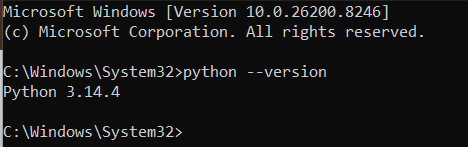 Microsoft Windows [Version 10.0.26200.8246]
(c) Microsoft Corporation. All rights reserved.
C:\Windows\System32>python --version
Python 3.14.4
C:\Windows\System32>